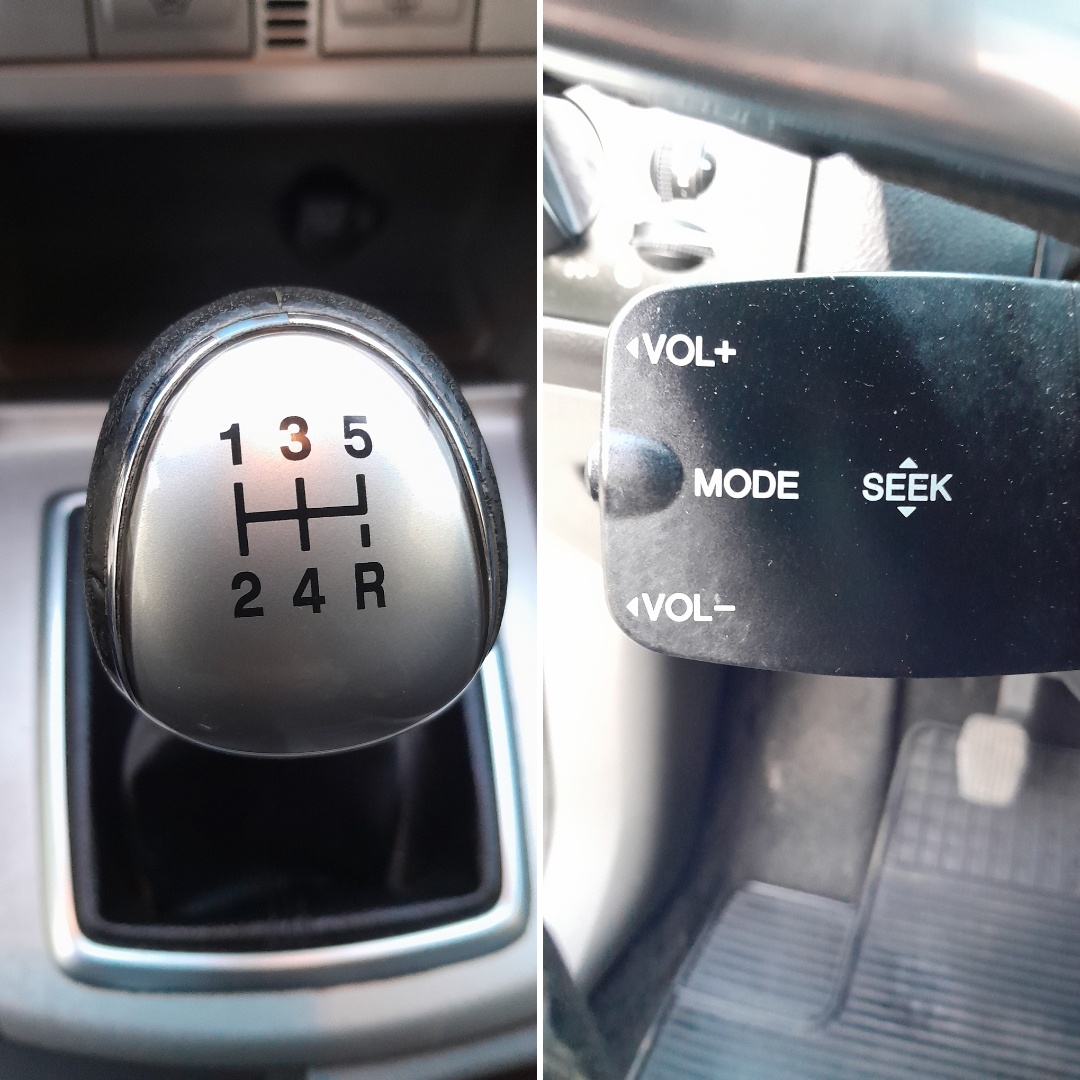 1 3 5
2 4 R
VOL+
MODE SEEK
VOL-